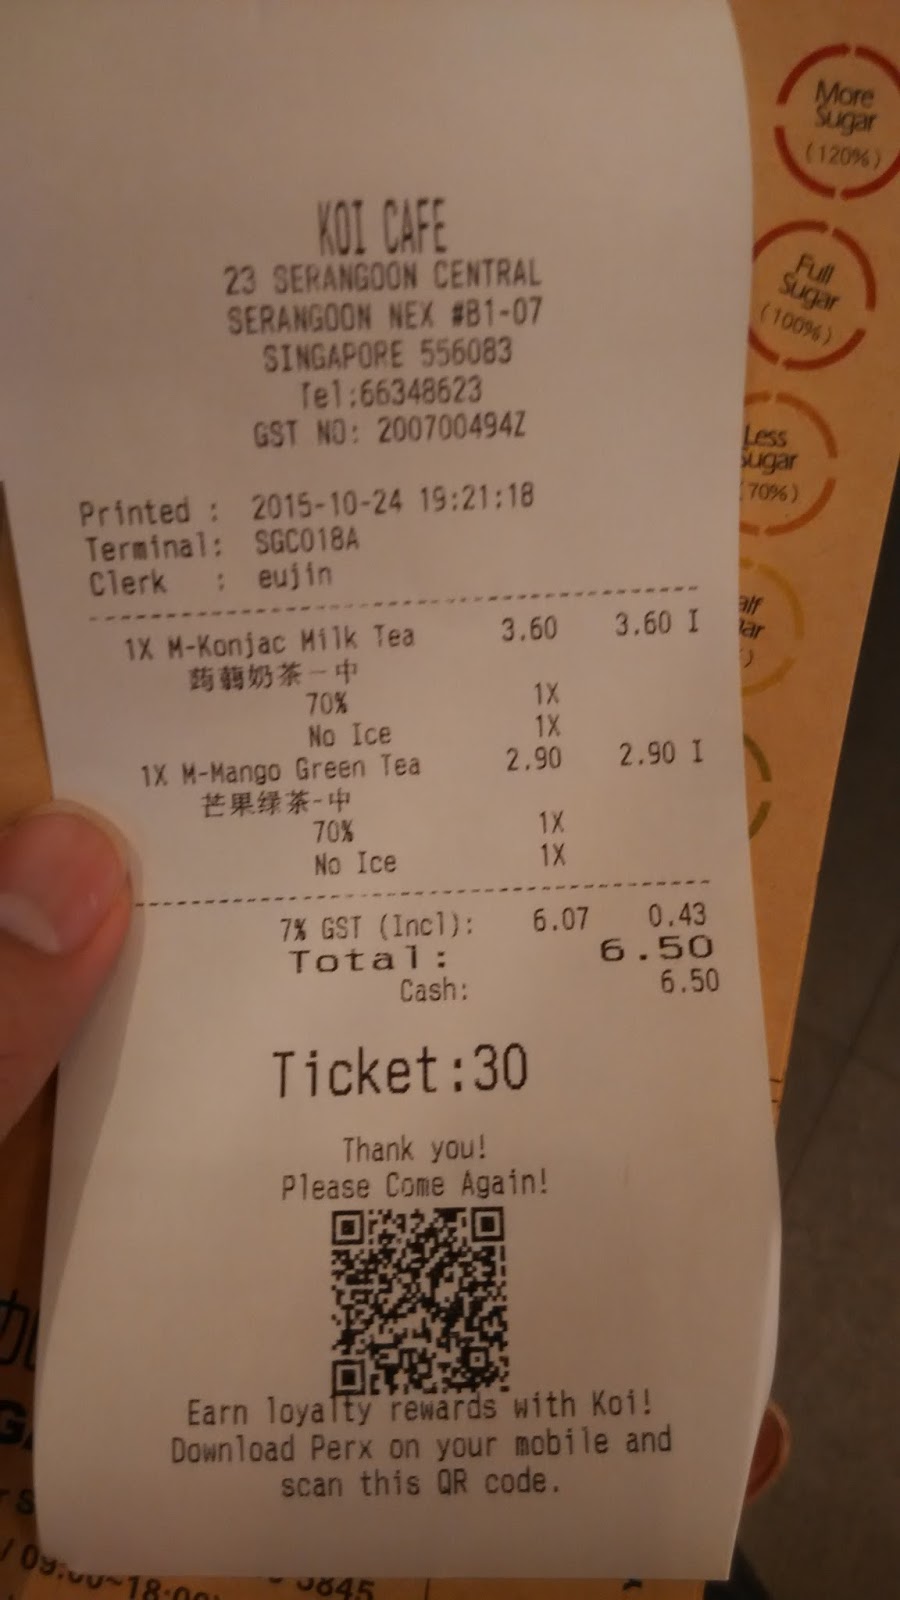 KOI CAFE
23 SERANGOON CENTRAL
SERANGOON NEX #B1-07
SINGAPORE 556083
Tel:66348623
GST NO: 200700494Z
Printed : 2015-10-24 19:21:18
Terminal: SGC018A
Clerk : eujin
1X M-Konjac Milk Tea 3.60 3.60 I
蒟蒻奶茶－中
70% 1X
No Ice 1X
1X M-Mango Green Tea 2.90 2.90 I
芒果绿茶-中
70% 1X
No Ice 1X
7% GST (Incl): 6.07 0.43
Total: 6.50
Cash: 6.50
Ticket:30
Thank you!
Please Come Again!
Earn loyalty rewards with Koi!
Download Perx on your mobile and
scan this QR code.
More
Sugar
(120%)
Full
Sugar
(100%)
Less
Sugar
(70%)